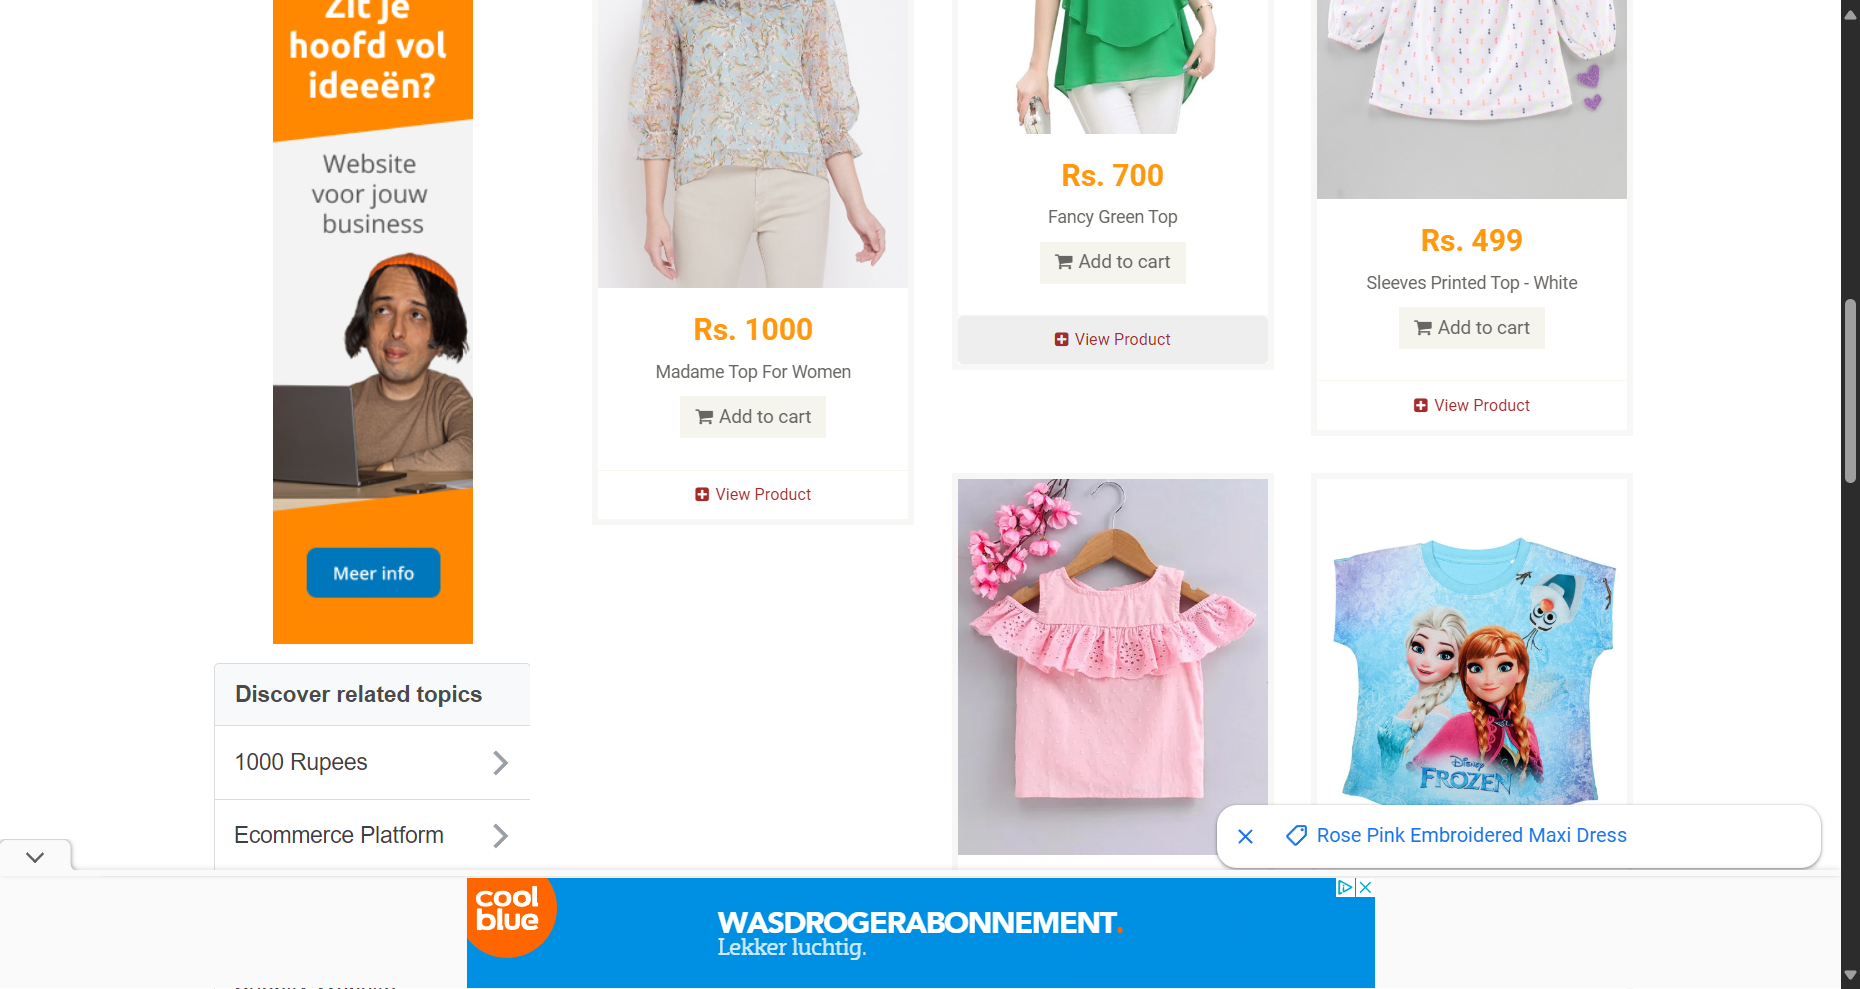 Zit je
hoofd vol
ideeën?
Website
voor jouw
business
Meer info
Discover related topics
1000 Rupees
Ecommerce Platform
Rs. 1000
Madame Top For Women
Add to cart
View Product
Rs. 700
Fancy Green Top
Add to cart
View Product
Rs. 499
Sleeves Printed Top - White
Add to cart
View Product
Disney
FROZEN
Rose Pink Embroidered Maxi Dress
cool
blue
WASDROGERABONNEMENT.
Lekker luchtig.